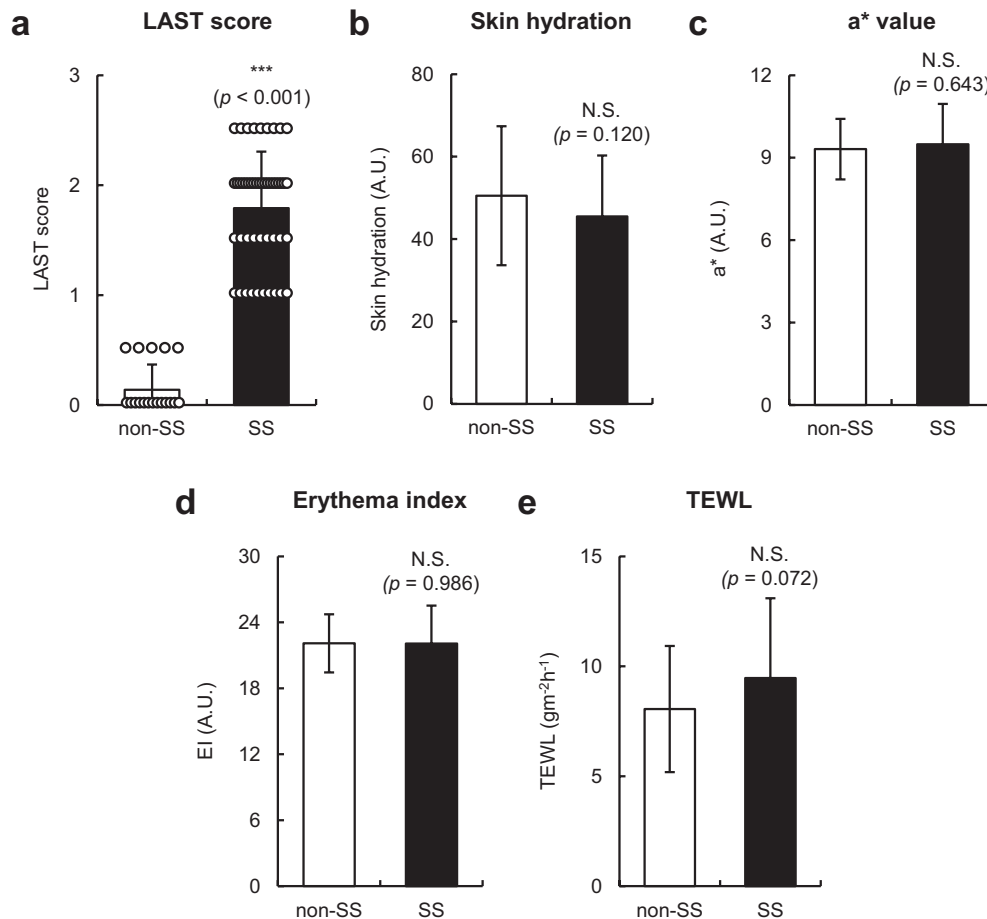 a LAST score
***
(p < 0.001)
LAST score
3
2
1
0
non-SS SS
b Skin hydration
N.S.
(p = 0.120)
Skin hydration (A.U.)
80
60
40
20
0
non-SS SS
c a* value
N.S.
(p = 0.643)
a* (A.U.)
12
9
6
3
0
non-SS SS
d Erythema index
N.S.
(p = 0.986)
EI (A.U.)
30
24
18
12
6
0
non-SS SS
e TEWL
N.S.
(p = 0.072)
TEWL (gm-2h-1)
15
10
5
0
non-SS SS